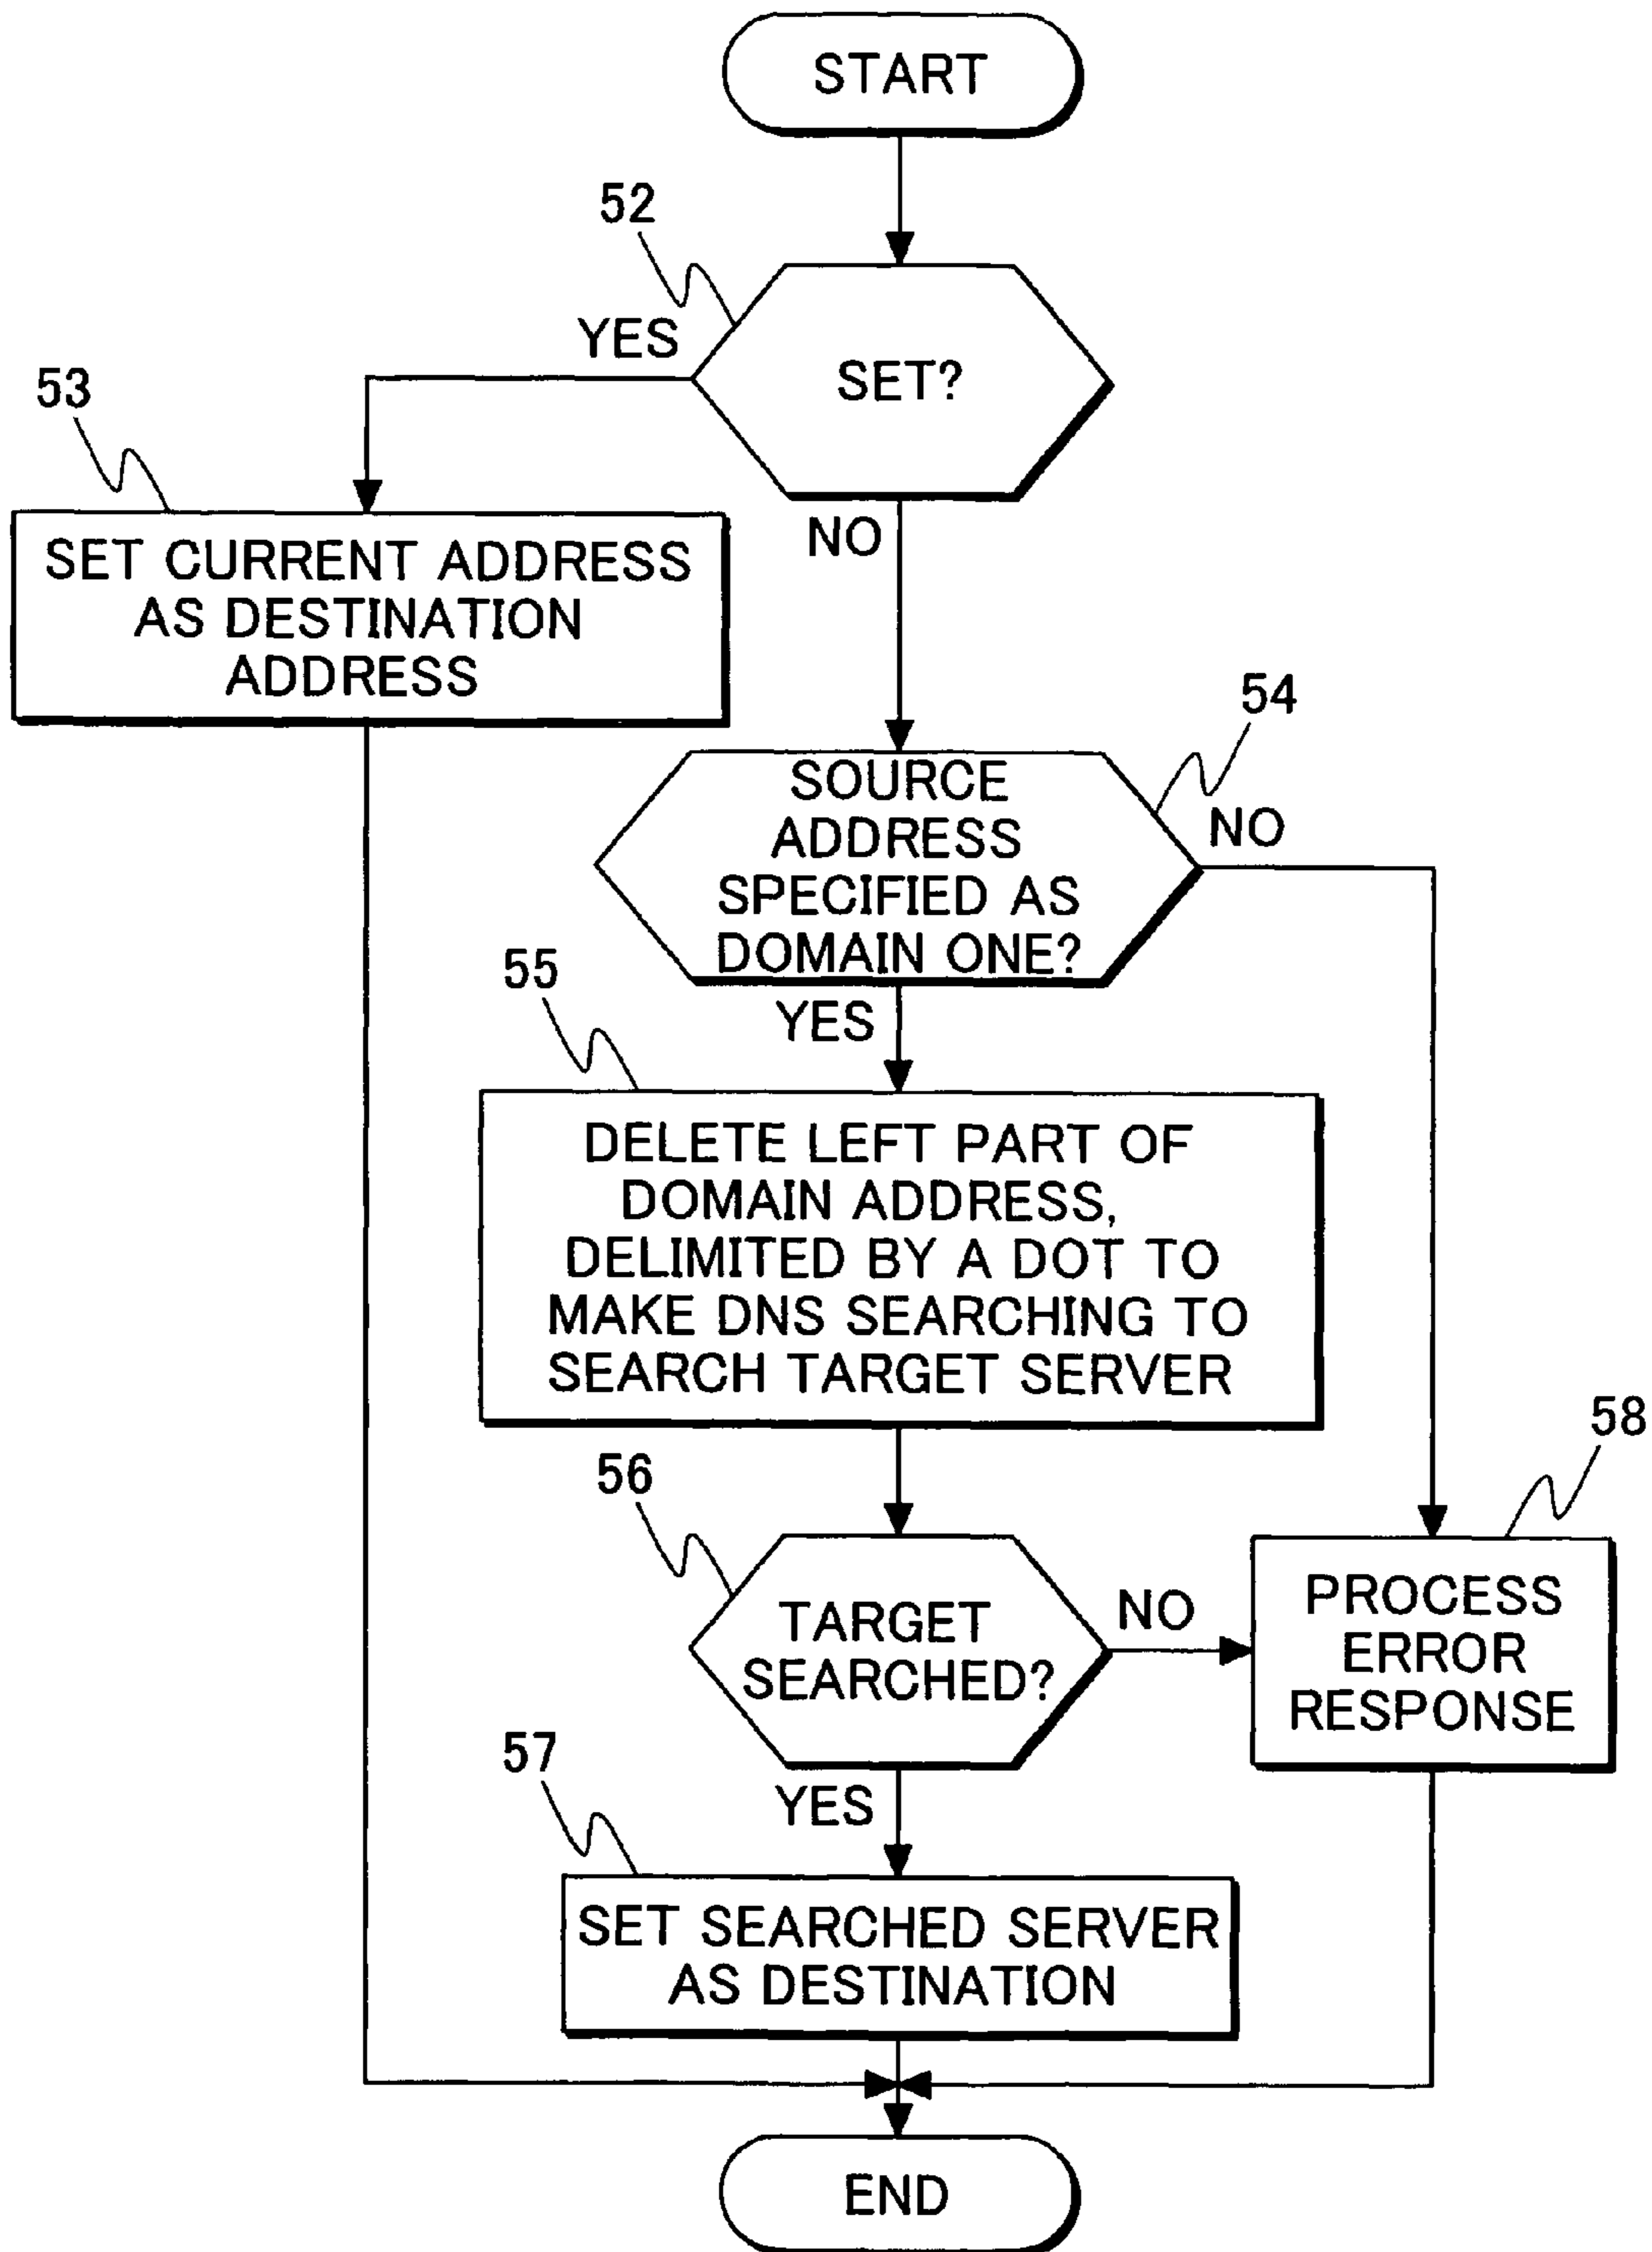 START
52
YES
SET?
53
SET CURRENT ADDRESS
AS DESTINATION
ADDRESS
NO
54
SOURCE
ADDRESS
SPECIFIED AS
DOMAIN ONE?
NO
55
YES
DELETE LEFT PART OF
DOMAIN ADDRESS,
DELIMITED BY A DOT TO
MAKE DNS SEARCHING TO
SEARCH TARGET SERVER
56
58
TARGET
SEARCHED?
NO
PROCESS
ERROR
RESPONSE
57
YES
SET SEARCHED SERVER
AS DESTINATION
END